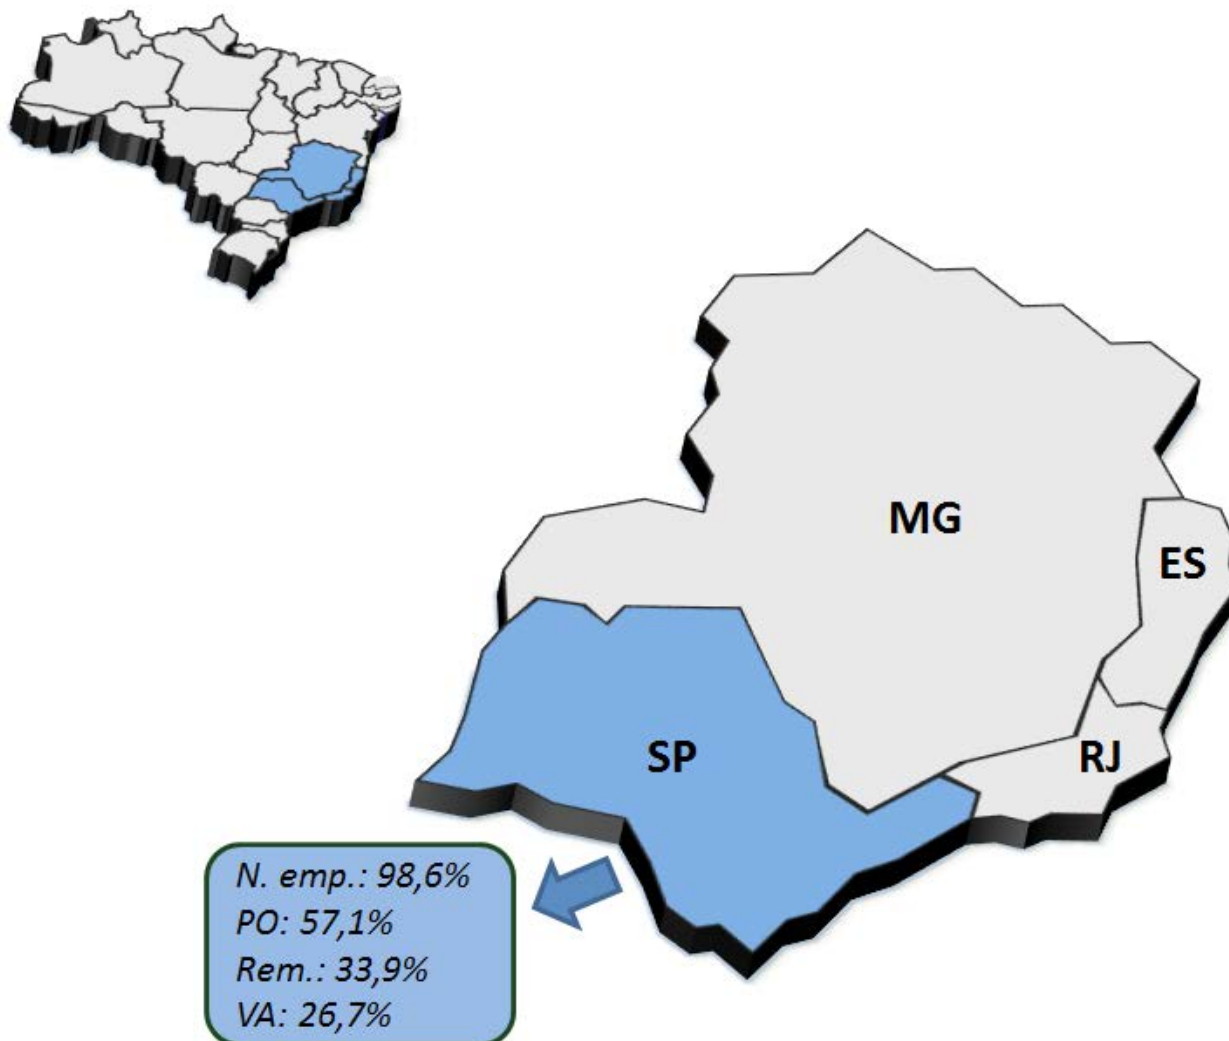 MG
ES
SP
RJ
N. emp.: 98,6%
PO: 57,1%
Rem.: 33,9%
VA: 26,7%